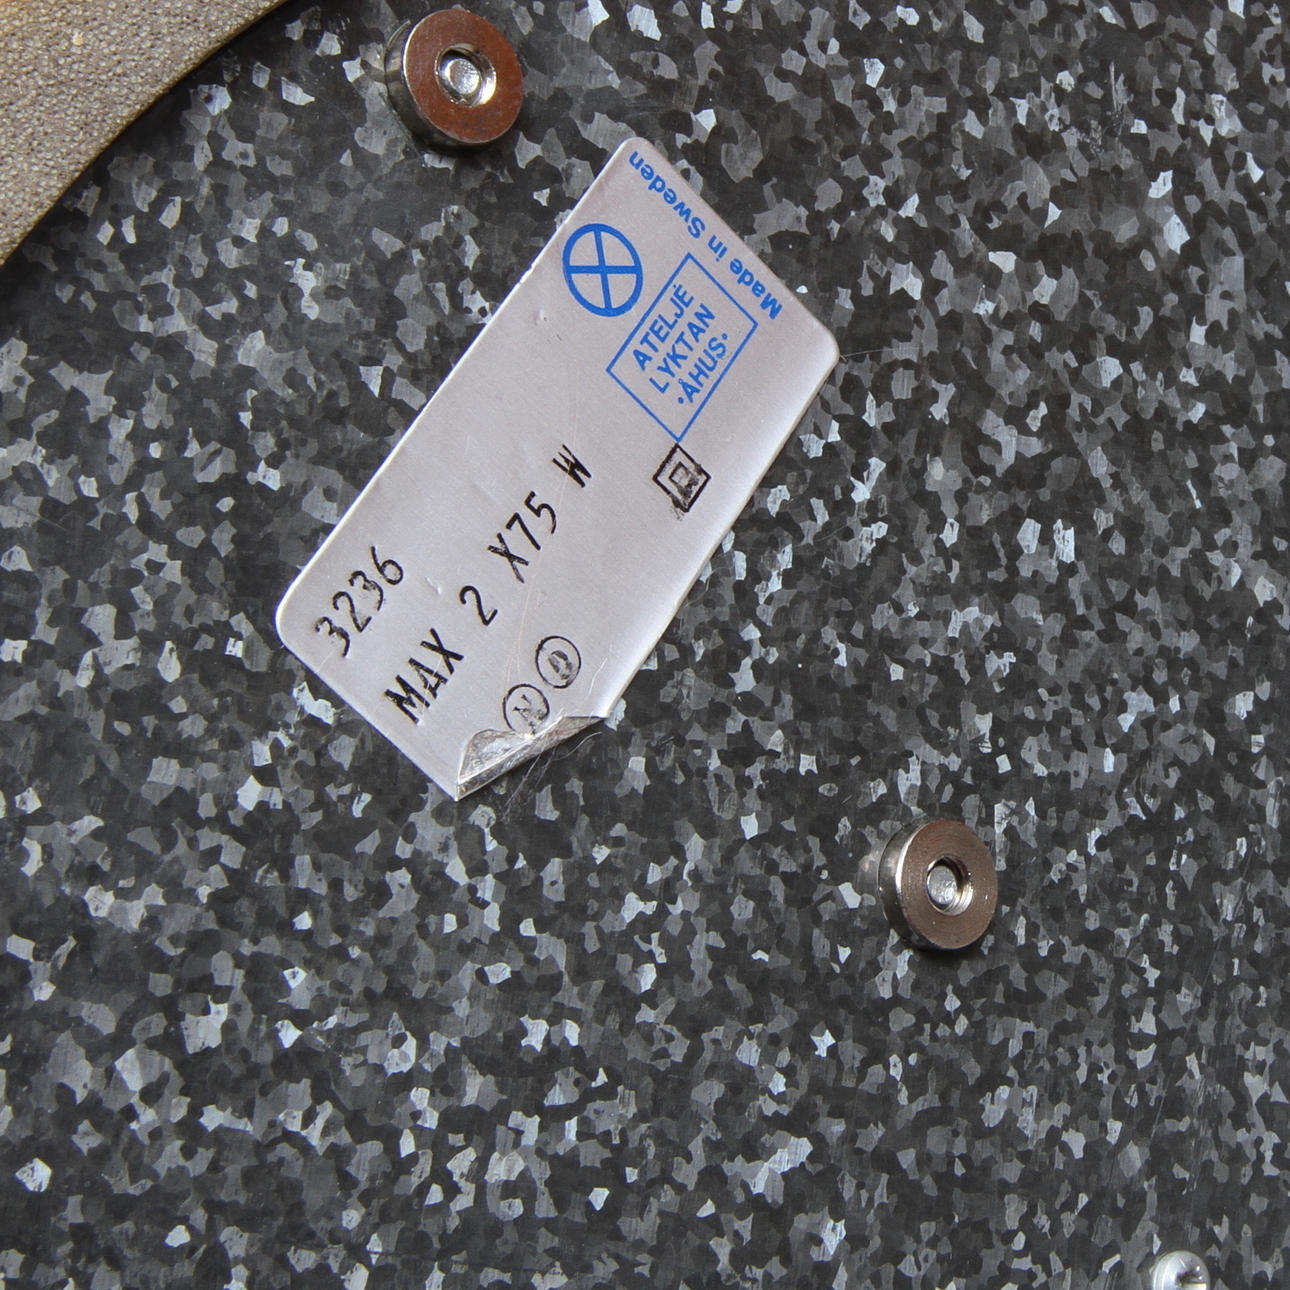 Made in Sweden
ATELJÉ
LYKTAN
·ÅHUS·
3236
MAX 2 X75 W
N D